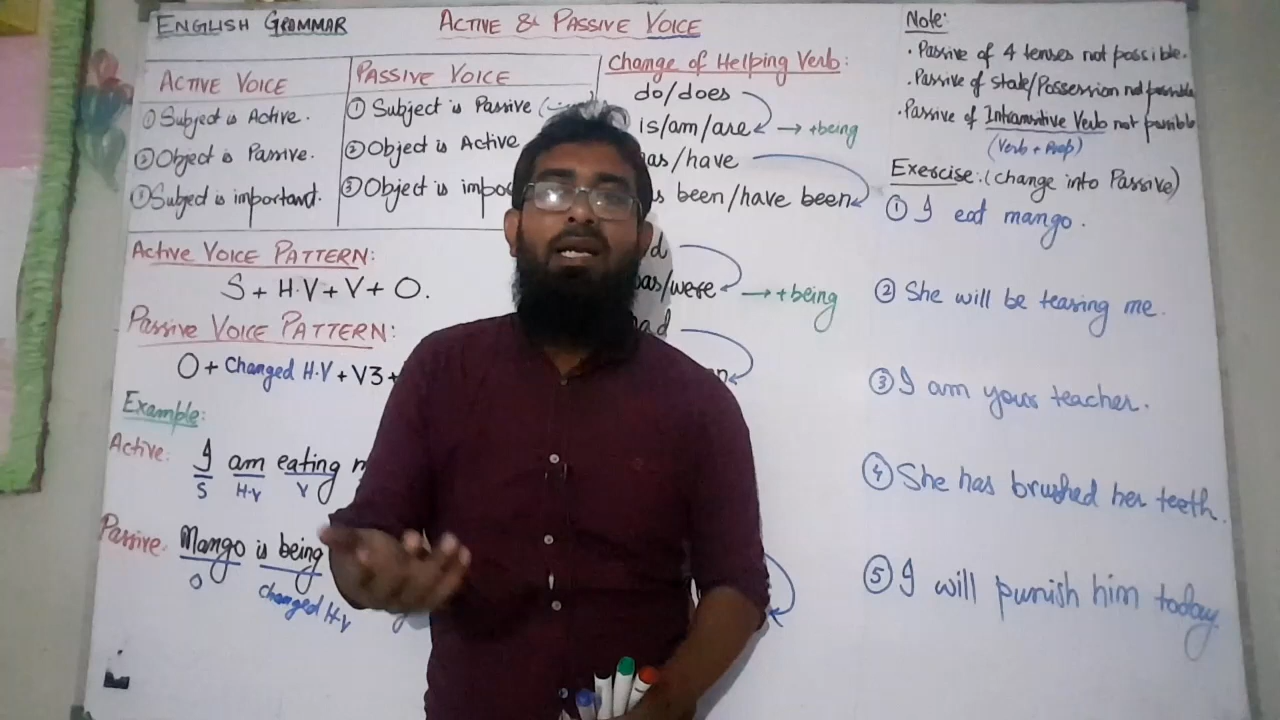 ENGLISH GRAMMAR
ACTIVE & PASSIVE VOICE
ACTIVE VOICE
① Subject is Active.
② Object is Passive.
① Subject is important.
PASSIVE VOICE
① Subject is Passive
② Object is Active
③ Object is
Active Voice PATTERN:
S + H.V + V + O.
Passive Voice PATTERN:
O + Changed H.V + V3 +
Example:
Active: I am eating
S H.V V
Passive: Mango is being
O changed H.V
Change of Helping Verb:
do/does
is/am/are → +being
/have
been/have been
/were → +being
Note:
• Passive of 4 tenses not possible.
• Passive of state/Possession not possible
• Passive of Intransitive Verb not possible
(Verb + Prep)
Exercise: (change into Passive)
① I eat mango.
② She will be teasing me.
③ I am your teacher.
④ She has brushed her teeth.
⑤ I will punish him today.